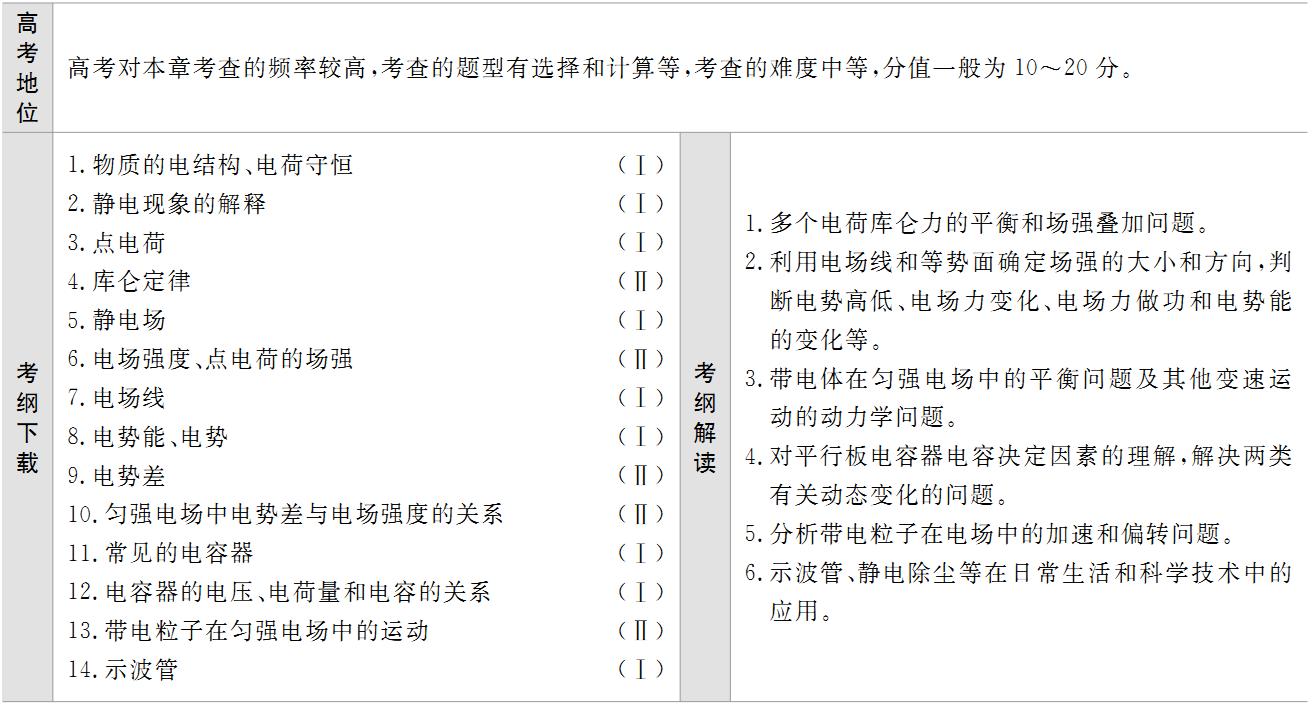 高考地位
高考对本章考查的频率较高,考查的题型有选择和计算等,考查的难度中等,分值一般为 10～20 分。
考纲下载
1. 物质的电结构、电荷守恒 (Ⅰ)
2. 静电现象的解释 (Ⅰ)
3. 点电荷 (Ⅰ)
4. 库仑定律 (Ⅱ)
5. 静电场 (Ⅰ)
6. 电场强度、点电荷的场强 (Ⅱ)
7. 电场线 (Ⅰ)
8. 电势能、电势 (Ⅰ)
9. 电势差 (Ⅱ)
10. 匀强电场中电势差与电场强度的关系 (Ⅱ)
11. 常见的电容器 (Ⅰ)
12. 电容器的电压、电荷量和电容的关系 (Ⅰ)
13. 带电粒子在匀强电场中的运动 (Ⅱ)
14. 示波管 (Ⅰ)
考纲解读
1. 多个电荷库仑力的平衡和场强叠加问题。
2. 利用电场线和等势面确定场强的大小和方向,判
断电势高低、电场力变化、电场力做功和电势能
的变化等。
3. 带电体在匀强电场中的平衡问题及其他变速运
动的动力学问题。
4. 对平行板电容器电容决定因素的理解,解决两类
有关动态变化的问题。
5. 分析带电粒子在电场中的加速和偏转问题。
6. 示波管、静电除尘等在日常生活和科学技术中的
应用。